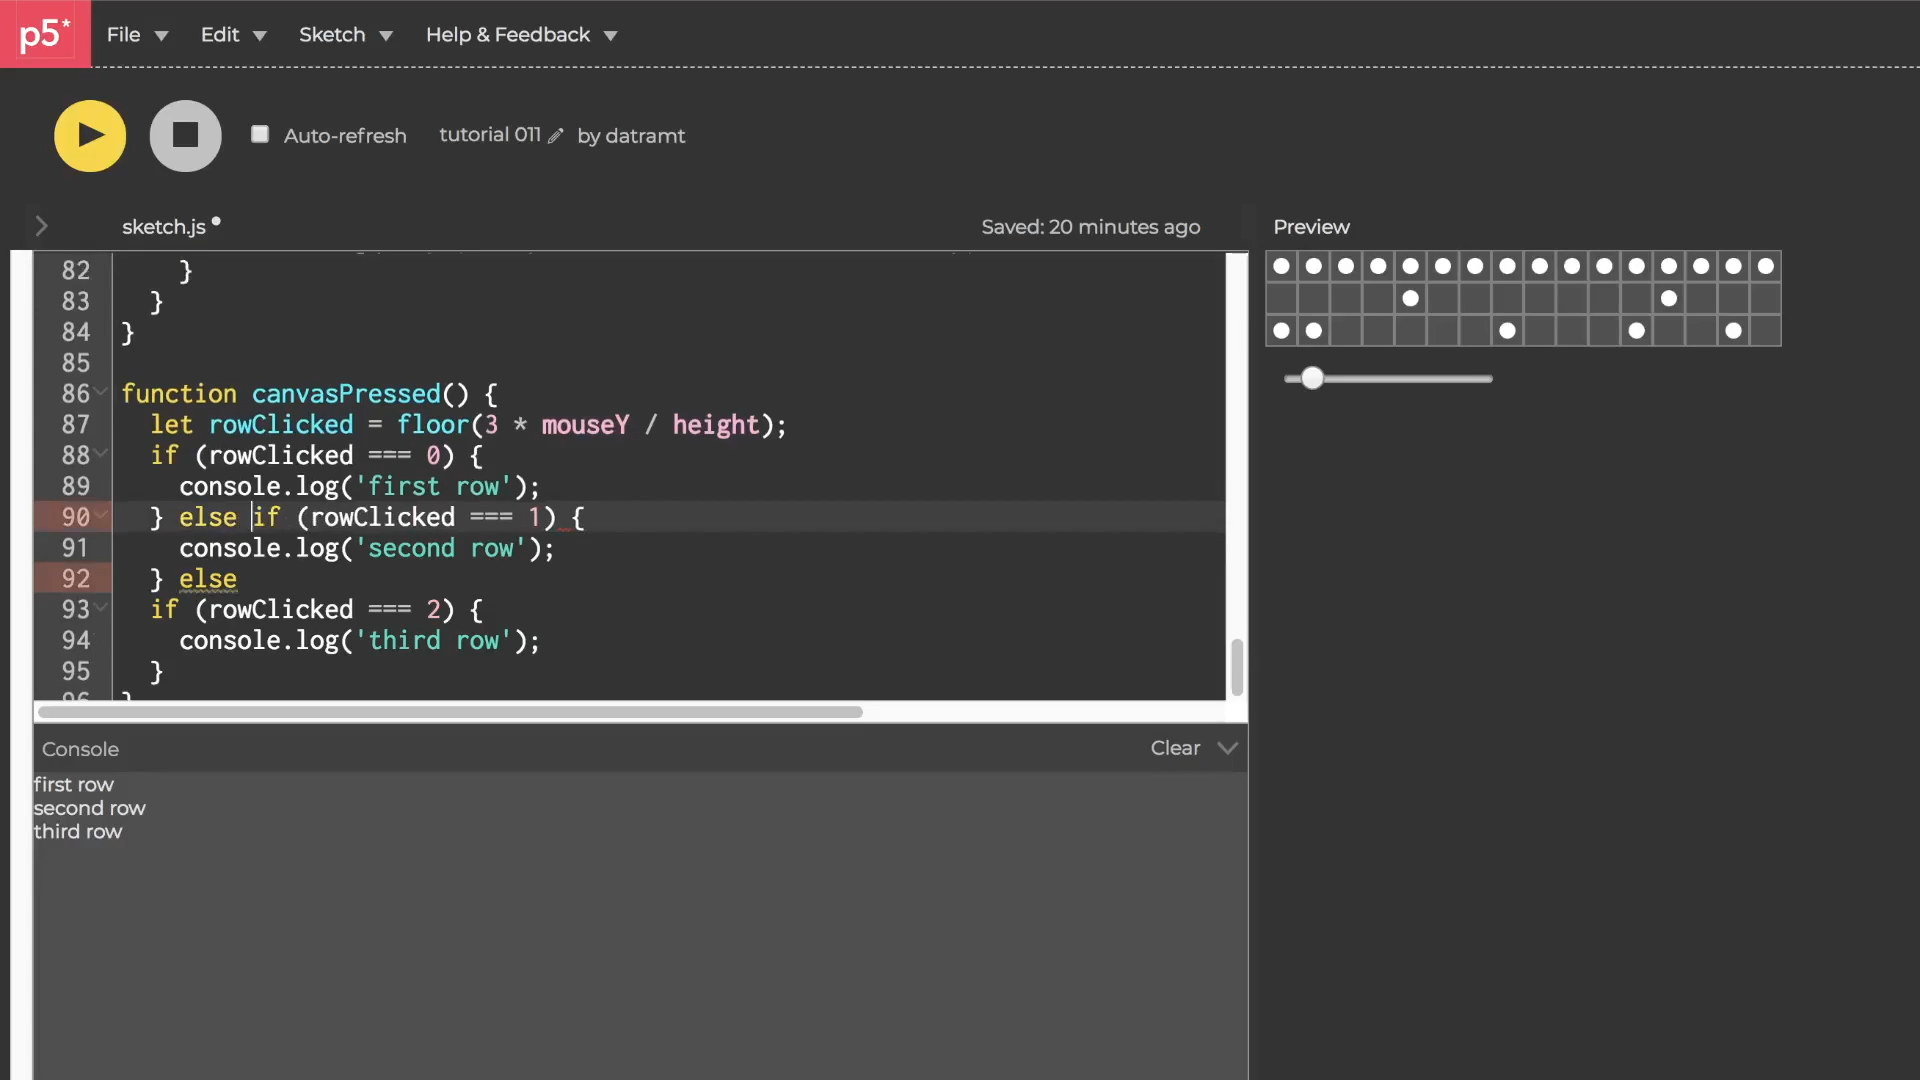 p5* File Edit Sketch Help & Feedback
Auto-refresh tutorial 011 by datramt
sketch.js Saved: 20 minutes ago Preview
82 }
83 }
84 }
85
86 function canvasPressed() {
87 let rowClicked = floor(3 * mouseY / height);
88 if (rowClicked === 0) {
89 console.log('first row');
90 } else if (rowClicked === 1) {
91 console.log('second row');
92 } else
93 if (rowClicked === 2) {
94 console.log('third row');
95 }
96 }
Console Clear
first row
second row
third row